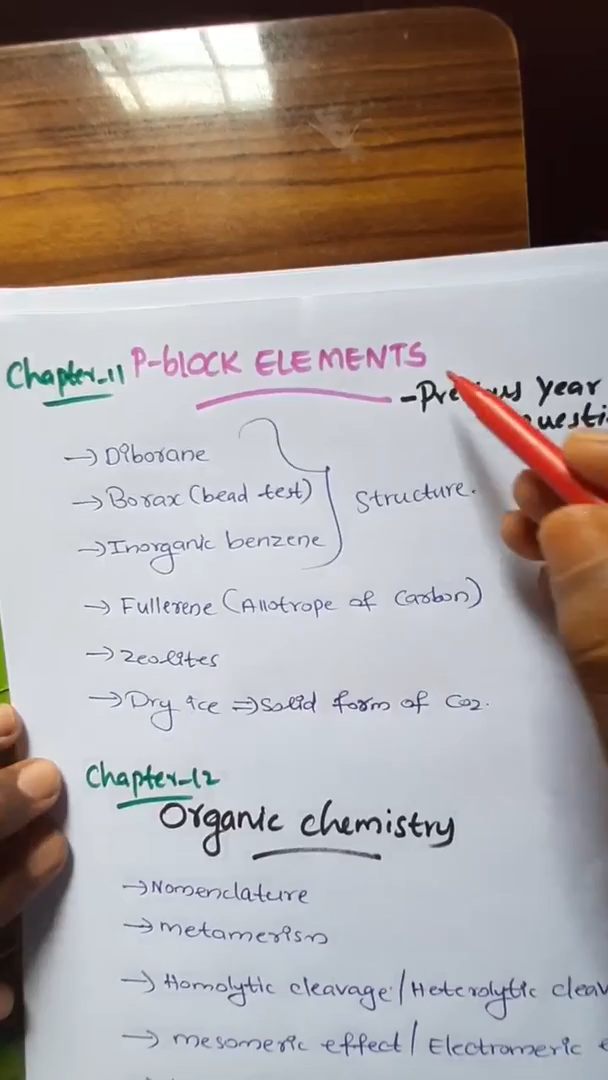 Chapter-11 P-block ELEMENTS
-Previous year
→ Diborane
→ Borax (bead test)
Structure.
→ Inorganic benzene
→ Fullerene (Allotrope of Carbon)
→ Zeolites
→ Dry ice ⇒ Solid form of CO2.
Chapter-12
Organic chemistry
→ Nomenclature
→ metamerism
→ Homolytic cleavage/Heterolytic
→ mesomeric effect/Electromeric